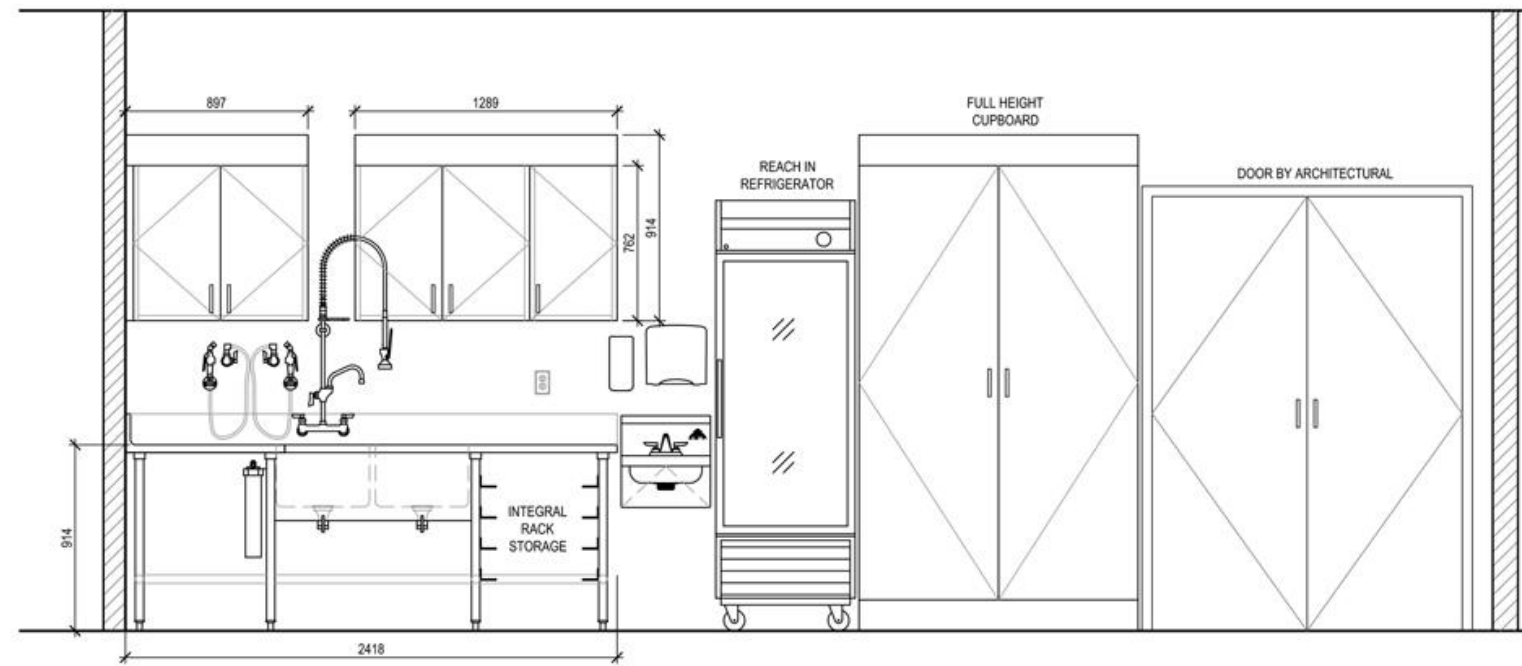 897
1289
FULL HEIGHT
CUPBOARD
REACH IN
REFRIGERATOR
DOOR BY ARCHITECTURAL
762
914
914
INTEGRAL
RACK
STORAGE
2418